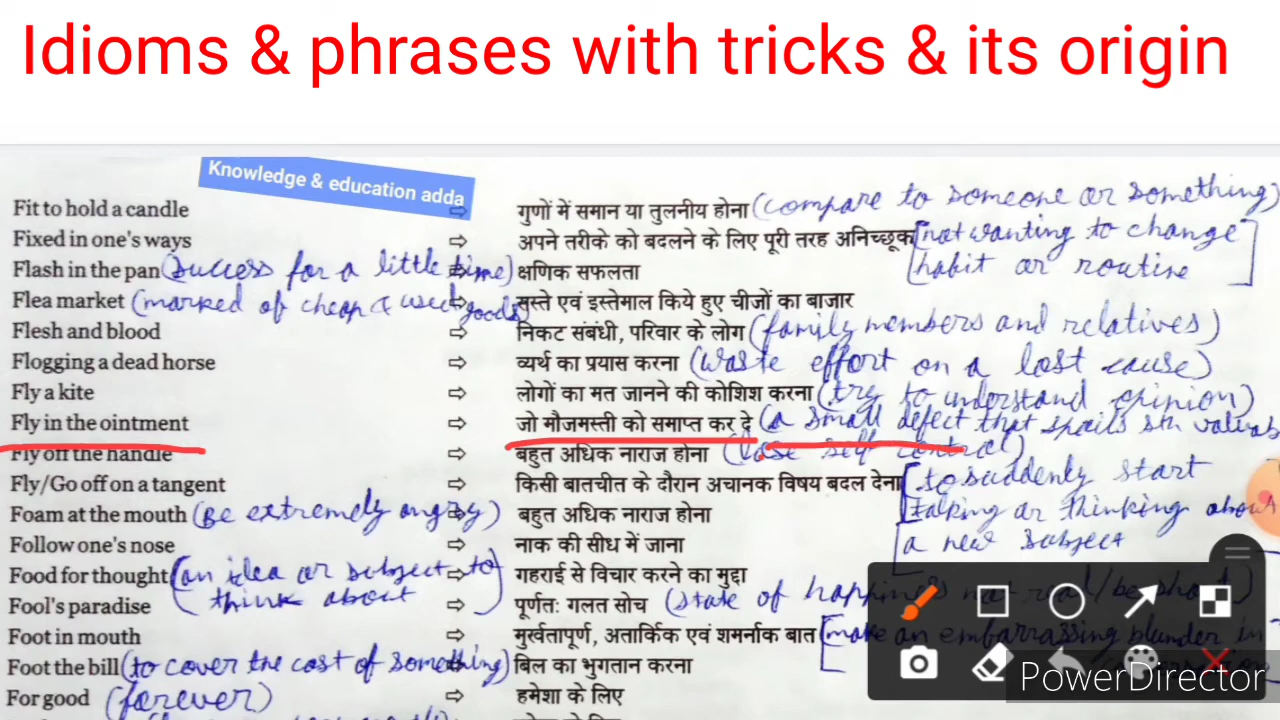 Idioms & phrases with tricks & its origin
Knowledge & education adda
Fit to hold a candle ⇨ गुणों में समान या तुलनीय होना (compare to someone or something)
Fixed in one's ways ⇨ अपने तरीके को बदलने के लिए पूरी तरह अनिच्छूक [not wanting to change habit or routine]
Flash in the pan (success for a little time) ⇨ क्षणिक सफलता
Flea market (marked of cheap & used goods) ⇨ सस्ते एवं इस्तेमाल किये हुए चीजों का बाजार
Flesh and blood ⇨ निकट संबंधी, परिवार के लोग (family members and relatives)
Flogging a dead horse ⇨ व्यर्थ का प्रयास करना (waste effort on a lost cause)
Fly a kite ⇨ लोगों का मत जानने की कोशिश करना (try to understand opinion)
Fly in the ointment ⇨ जो मौजमस्ती को समाप्त कर दे (a small defect that spoils sth valuab
Fly off the handle ⇨ बहुत अधिक नाराज होना (lose self control)
Fly/Go off on a tangent ⇨ किसी बातचीत के दौरान अचानक विषय बदल देना [to suddenly start talking or thinking about a new subject
Foam at the mouth (Be extremely angry) ⇨ बहुत अधिक नाराज होना
Follow one's nose ⇨ नाक की सीध में जाना
Food for thought (an idea or subject to think about) ⇨ गहराई से विचार करने का मुद्दा
Fool's paradise ⇨ पूर्णतः गलत सोच (state of happiness not real/
Foot in mouth ⇨ मुर्खतापूर्ण, अतार्किक एवं शमर्नाक बात [make an embarrassing blunder in
Foot the bill (to cover the cost of something) ⇨ बिल का भुगतान करना
For good (forever) ⇨ हमेशा के लिए
PowerDirector